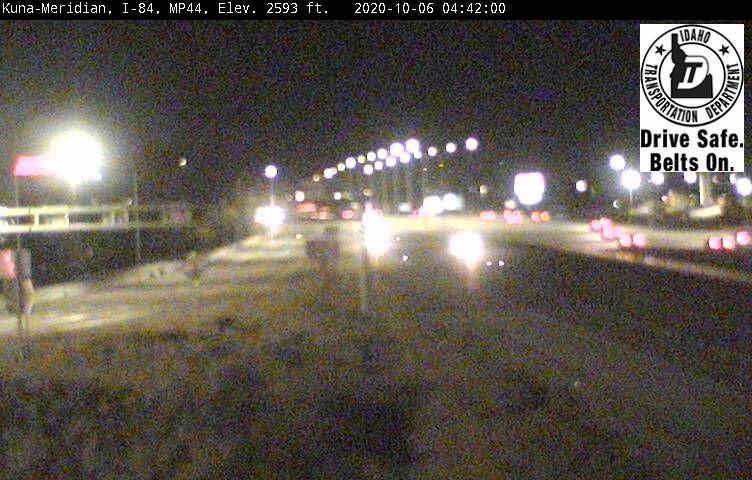 Kuna-Meridian, I-84, MP44, Elev. 2593 ft.   2020-10-06 04:42:00
IDAHO
TRANSPORTATION DEPARTMENT
Drive Safe.
Belts On.